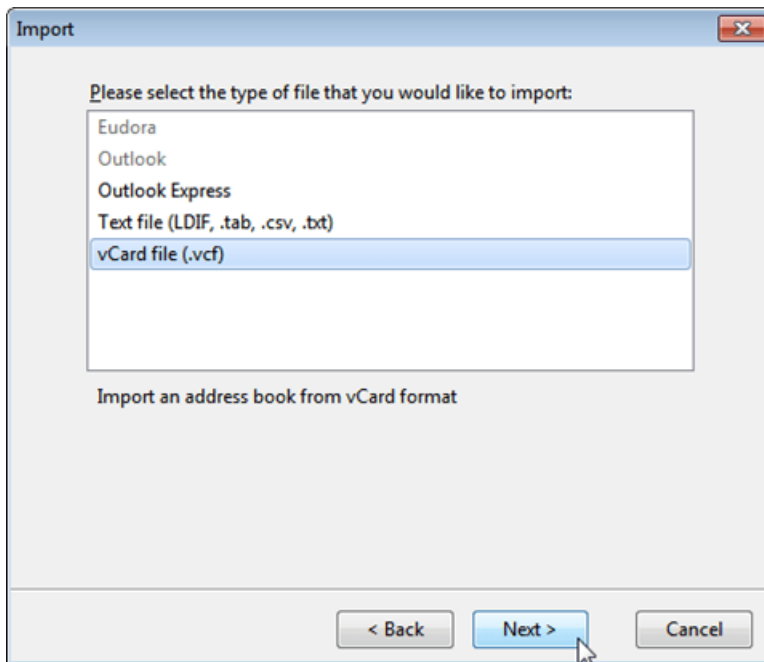 Import
Please select the type of file that you would like to import:
Eudora
Outlook
Outlook Express
Text file (LDIF, .tab, .csv, .txt)
vCard file (.vcf)
Import an address book from vCard format
< Back
Next >
Cancel